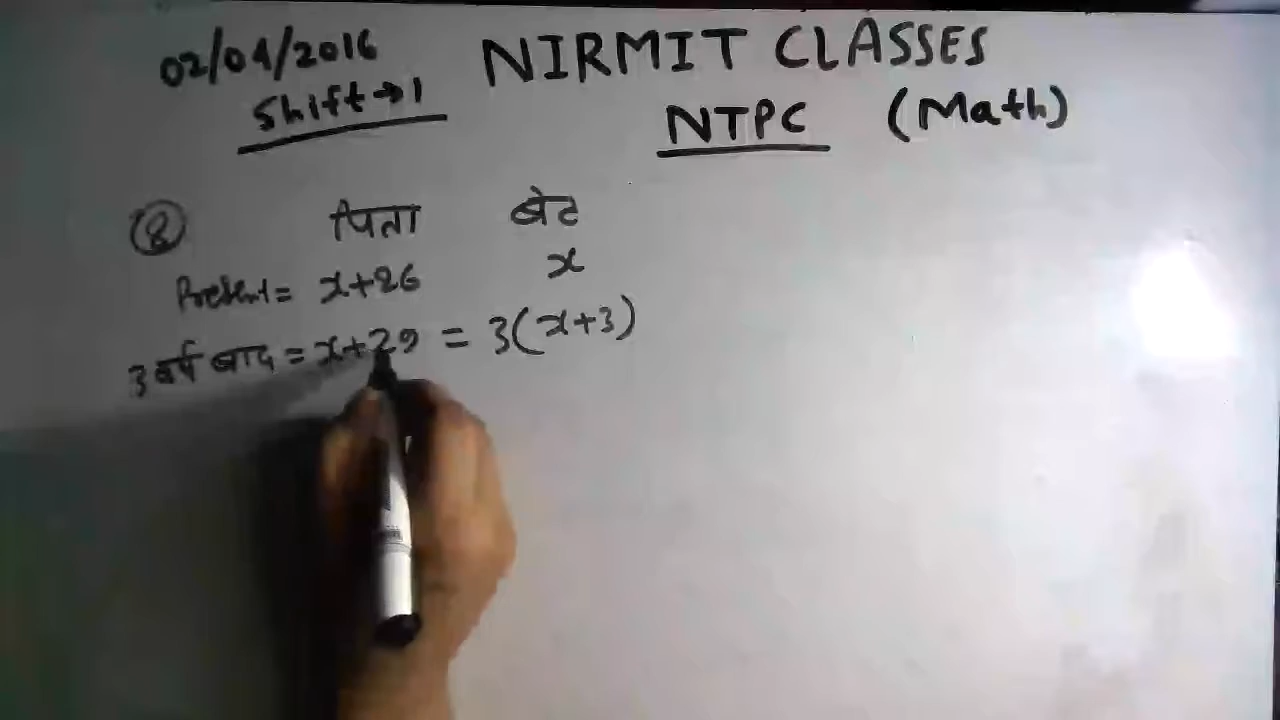 02/04/2016 NIRMIT CLASSES
Shift→1 NTPC (Math)
8 पिता बेटा
Present = x+26 x
3 वर्ष बाद = x+29 = 3(x+3)